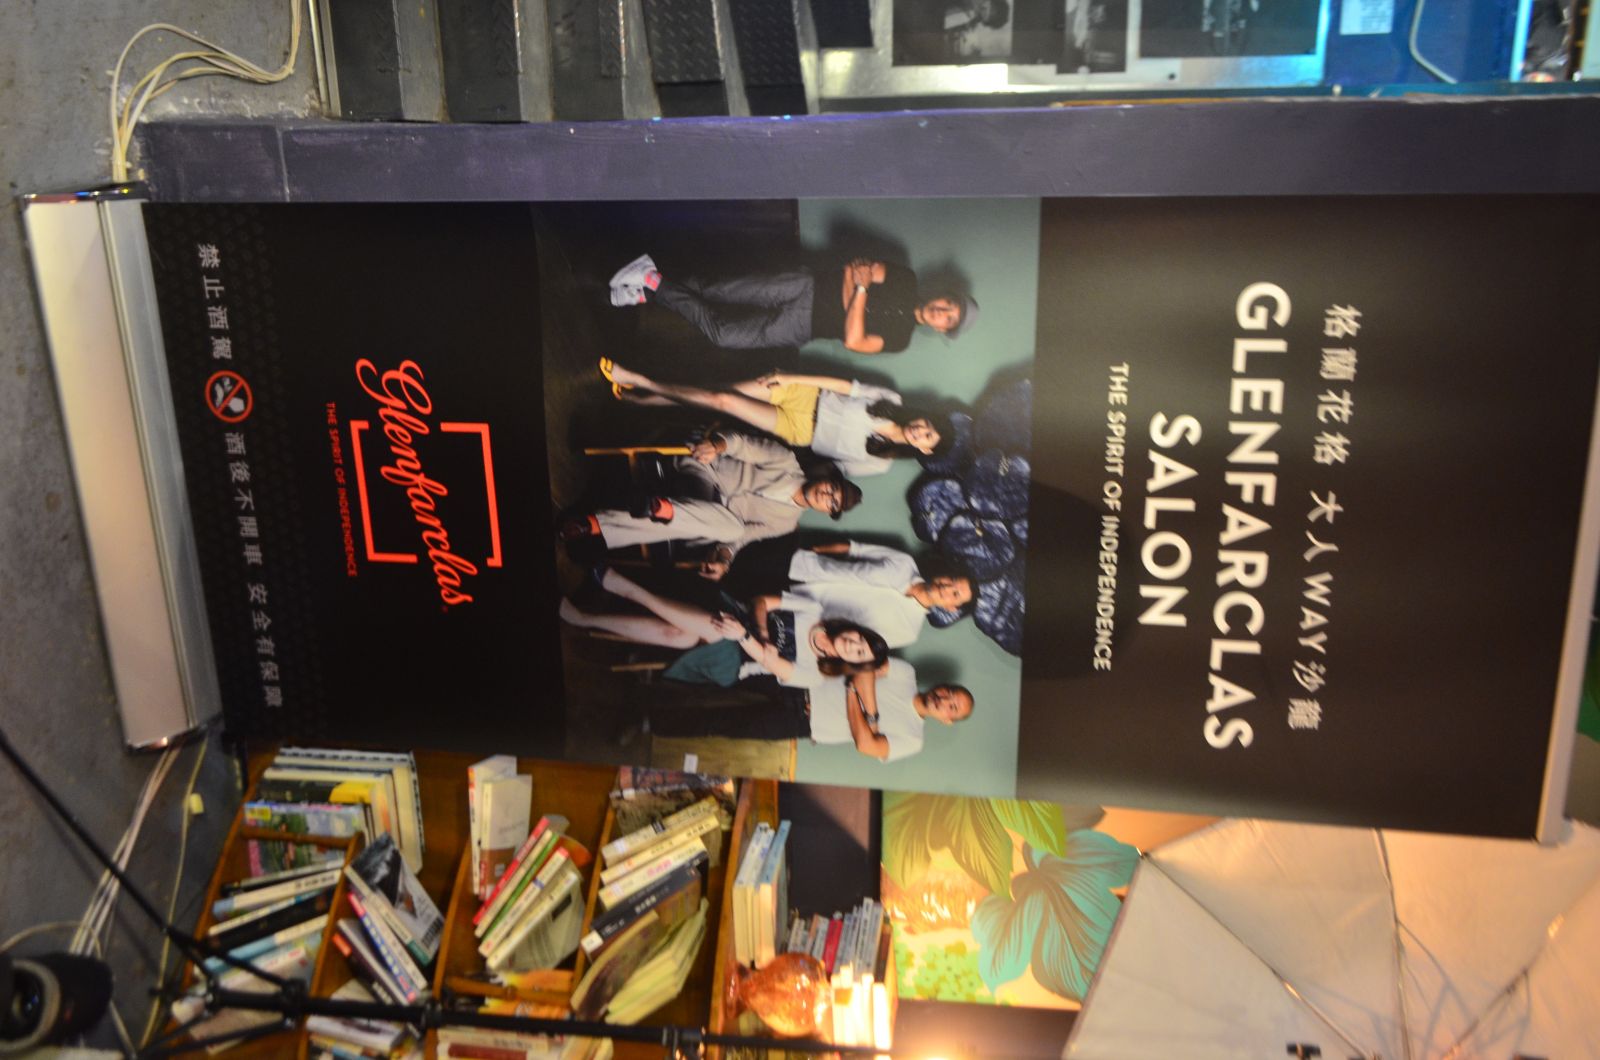 格蘭花格 大人WAY沙龍
GLENFARCLAS
SALON
THE SPIRIT OF INDEPENDENCE
Glenfarclas
THE SPIRIT OF INDEPENDENCE
禁止酒駕 酒後不開車 安全有保障